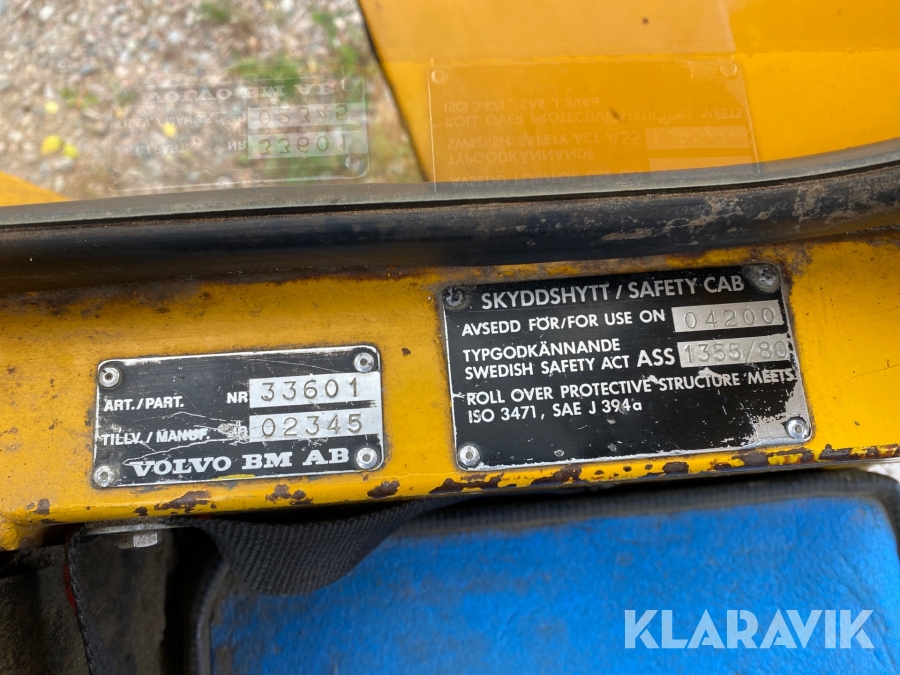 ART./PART. NR 33601
TILLV./MANUF. 02345
VOLVO BM AB
SKYDDSHYTT / SAFETY CAB
AVSEDD FÖR/FOR USE ON 04200
TYPGODKÄNNANDE
SWEDISH SAFETY ACT ASS 1355/80
ROLL OVER PROTECTIVE STRUCTURE MEETS
ISO 3471, SAE J 394a
KLARAVIK